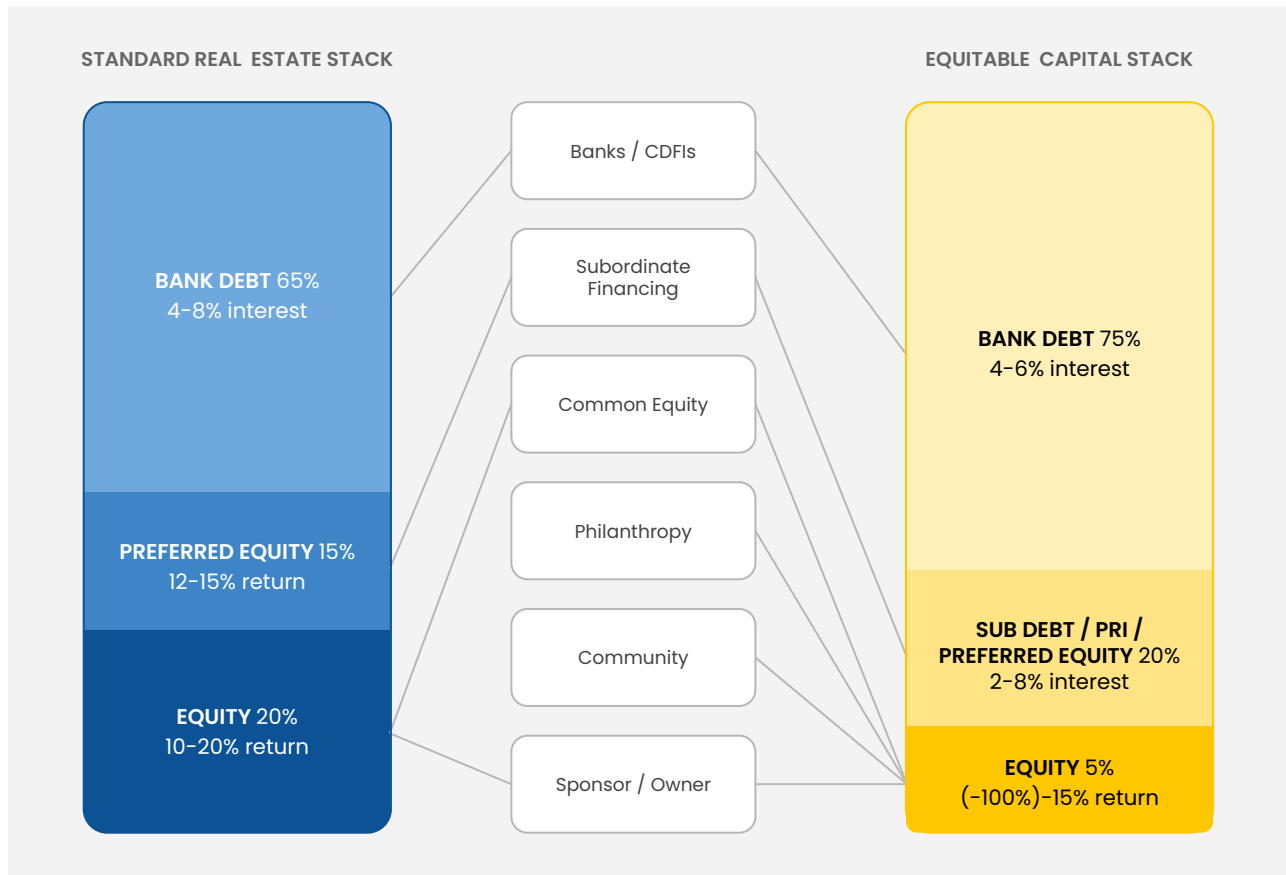 STANDARD REAL ESTATE STACK
EQUITABLE CAPITAL STACK
BANK DEBT 65%
4-8% interest
PREFERRED EQUITY 15%
12-15% return
EQUITY 20%
10-20% return
Banks / CDFIs
Subordinate
Financing
Common Equity
Philanthropy
Community
Sponsor / Owner
BANK DEBT 75%
4-6% interest
SUB DEBT / PRI /
PREFERRED EQUITY 20%
2-8% interest
EQUITY 5%
(-100%)-15% return